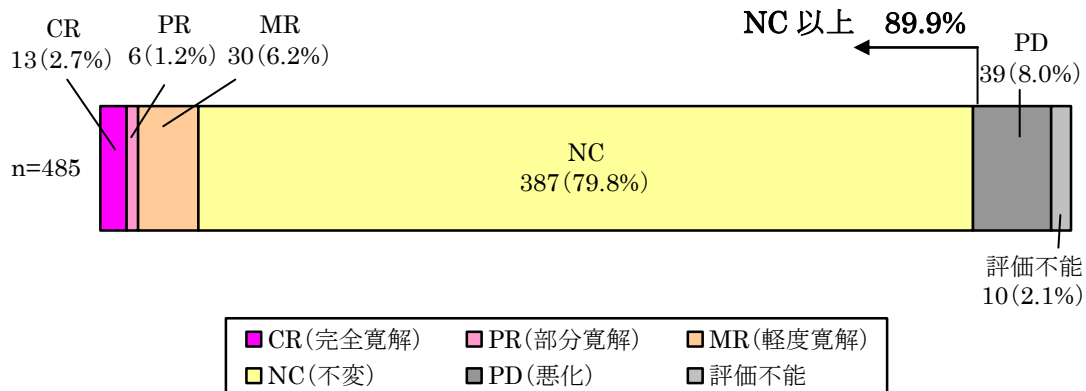 NC 以上 89.9%
CR
13(2.7%)
PR
6(1.2%)
MR
30(6.2%)
PD
39(8.0%)
n=485
NC
387(79.8%)
評価不能
10(2.1%)
CR(完全寛解) PR(部分寛解) MR(軽度寛解)
NC(不変) PD(悪化) 評価不能